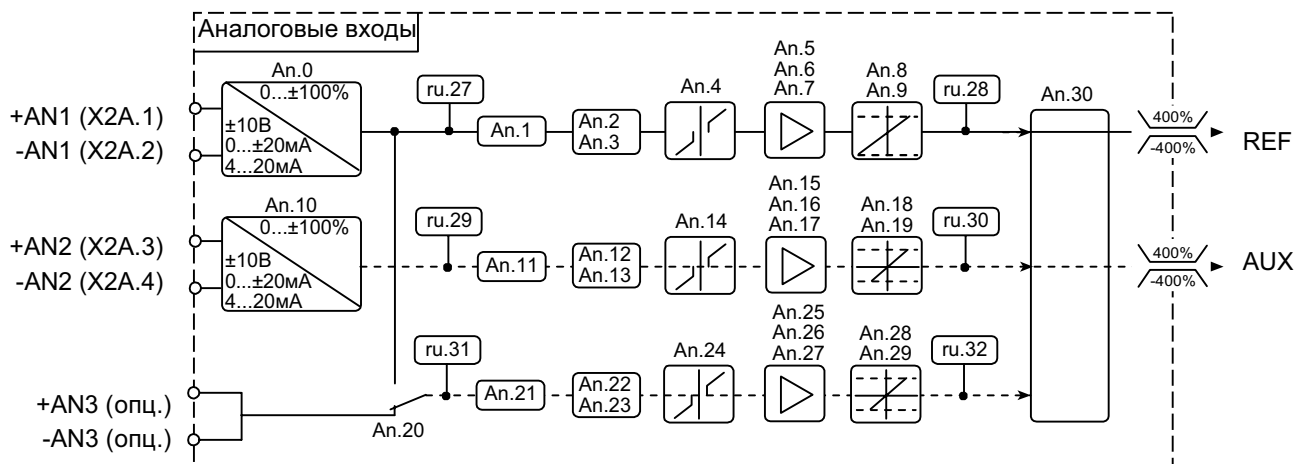 Аналоговые входы
An.0
0...±100%
±10В
0...±20мА
4...20мА
+AN1 (X2A.1)
-AN1 (X2A.2)
ru.27
An.1
An.2
An.3
An.4
An.5
An.6
An.7
An.8
An.9
ru.28
An.30
400%
-400%
REF
An.10
0...±100%
±10В
0...±20мА
4...20мА
+AN2 (X2A.3)
-AN2 (X2A.4)
ru.29
An.11
An.12
An.13
An.14
An.15
An.16
An.17
An.18
An.19
ru.30
400%
-400%
AUX
+AN3 (опц.)
-AN3 (опц.)
An.20
ru.31
An.21
An.22
An.23
An.24
An.25
An.26
An.27
An.28
An.29
ru.32